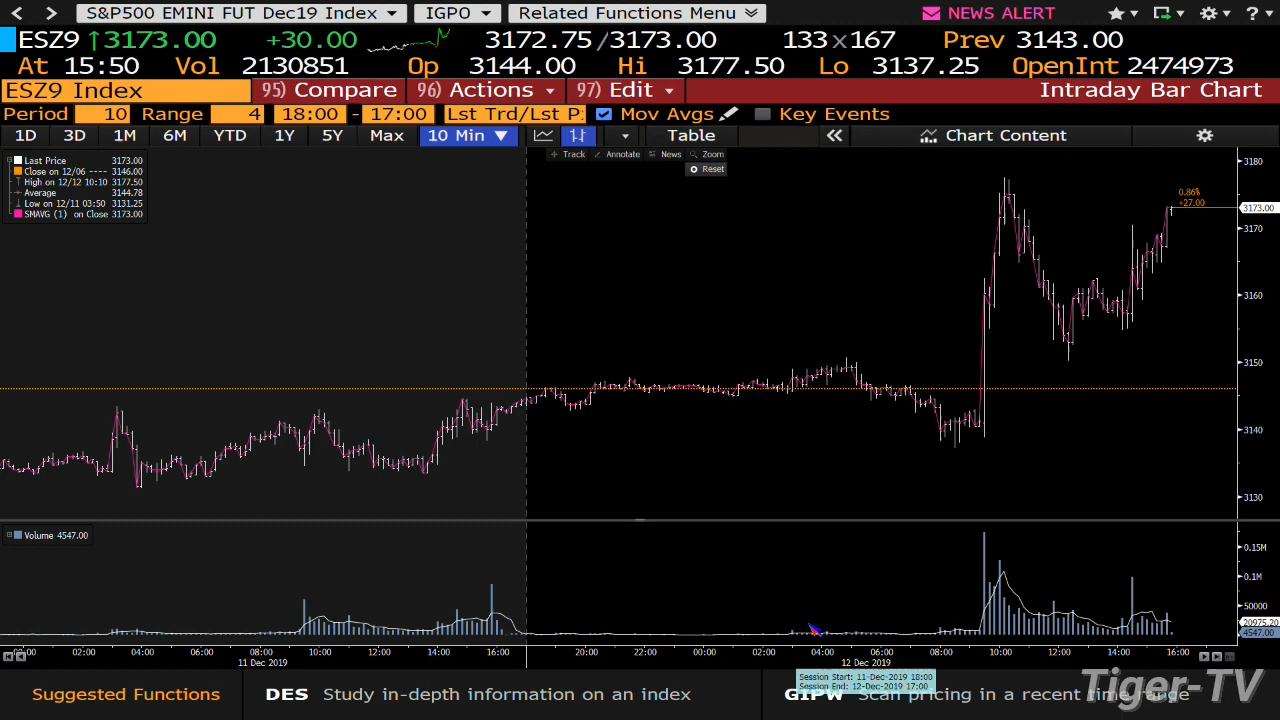 S&P500 EMINI FUT Dec19 Index IGPO Related Functions Menu NEWS ALERT ?
ESZ9 ↑3173.00 +30.00 3172.75/3173.00 133x167 Prev 3143.00
At 15:50 Vol 2130851 Op 3144.00 Hi 3177.50 Lo 3137.25 OpenInt 2474973
ESZ9 Index 95) Compare 96) Actions 97) Edit Intraday Bar Chart
Period 10 Range 4 18:00 - 17:00 Lst Trd/Lst P Mov Avgs Key Events
1D 3D 1M 6M YTD 1Y 5Y Max 10 Min Table « Chart Content
Track Annotate News Zoom
Reset
Last Price 3173.00
Close on 12/06 ---- 3146.00
High on 12/12 10:10 3177.50
Average 3144.78
Low on 12/11 03:50 3131.25
SMAVG (1) on Close 3173.00
0.86%
+27.00
3180
3173.00
3170
3160
3150
3140
3130
Volume 4547.00
0.15M
0.1M
50000
20975.20
4547.00
00:00 02:00 04:00 06:00 08:00 10:00 12:00 14:00 16:00 20:00 22:00 00:00 02:00 04:00 06:00 08:00 10:00 12:00 14:00 16:00
11 Dec 2019 12 Dec 2019
Session Start: 11-Dec-2019 18:00
Session End: 12-Dec-2019 17:00
Suggested Functions DES Study in-depth information on an index GIPW Scan pricing in a recent time range
Tiger-TV